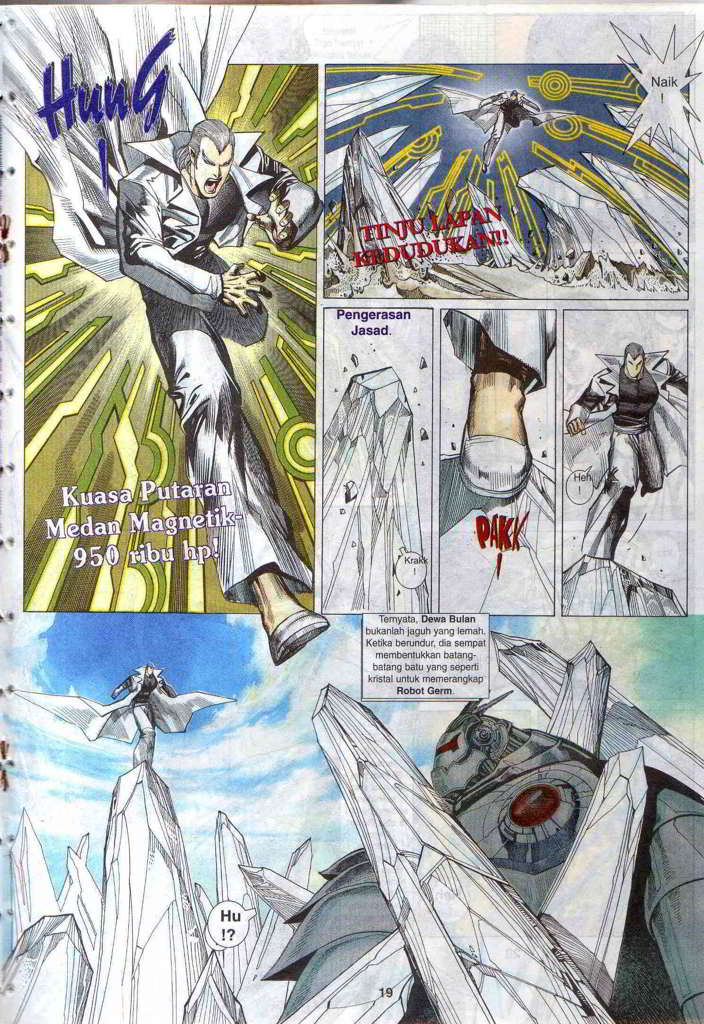 HunG
!
Kuasa Putaran
Medan Magnetik-
950 ribu hp!
Naik
!
TINJU LAPAN
KEDUDUKAN!!
Pengerasan
Jasad.
Krakk
!
PAKK
!
Heh
!
Ternyata, Dewa Bulan
bukanlah jaguh yang lemah.
Ketika berundur, dia sempat
membentukkan batang-
batang batu yang seperti
kristal untuk memerangkap
Robot Germ.
Hu
!?
19